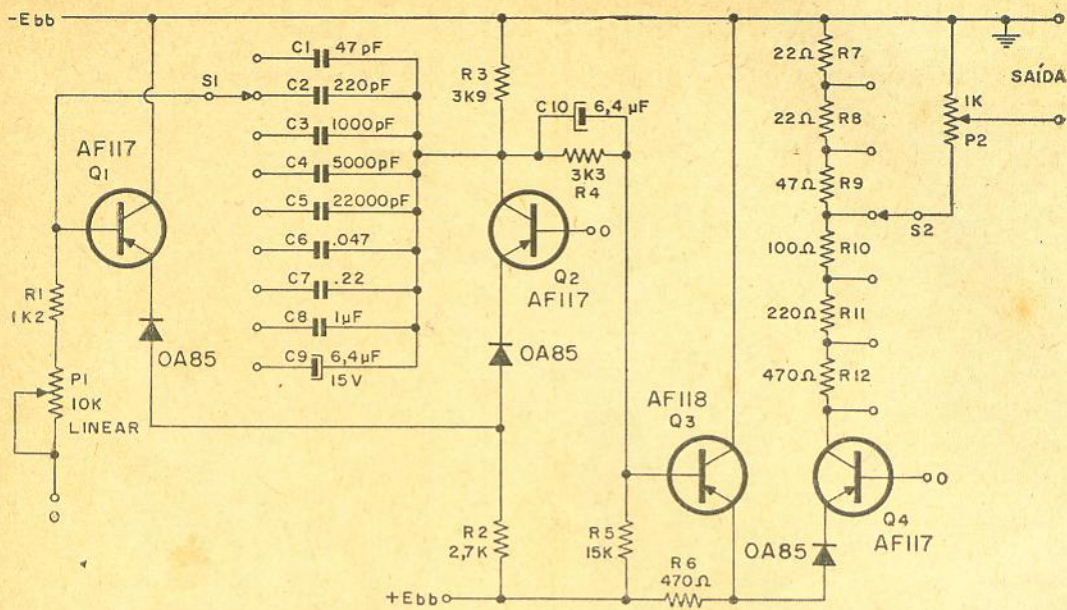 -Ebb
C1 47pF
S1
C2 220pF
C3 1000pF
C4 5000pF
C5 22000pF
C6 .047
C7 .22
C8 1µF
C9 6,4µF
15V
AF117
Q1
R1
1K2
P1
10K
LINEAR
0
OA85
R3
3K9
C10 6,4µF
3K3
R4
0
Q2
AF117
OA85
R2
2,7K
R5
15K
+Ebb
R6
470Ω
AF118
Q3
22Ω R7
22Ω R8
47Ω R9
100Ω R10
220Ω R11
470Ω R12
S2
1K
P2
SAÍDA
0
Q4
AF117
OA85